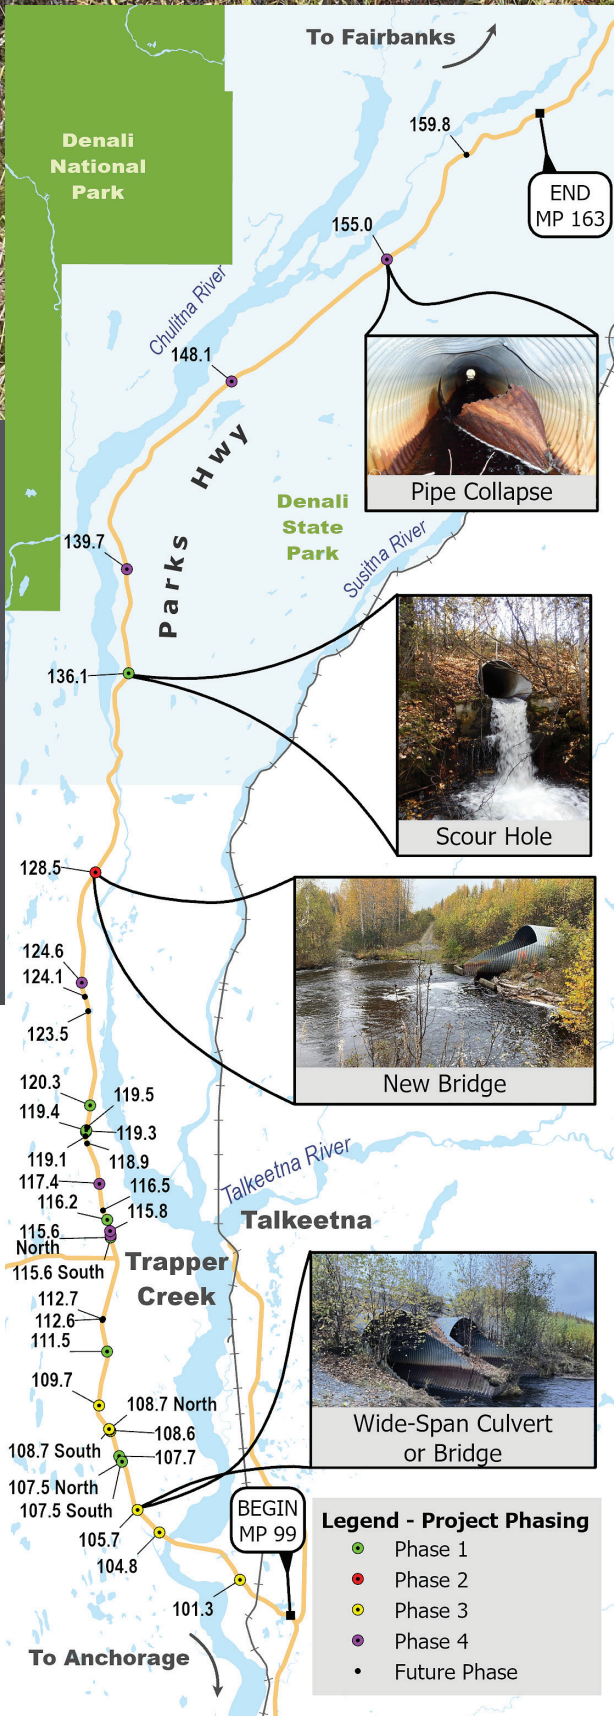 To Fairbanks
Denali
National
Park
159.8
END
MP 163
155.0
Chulitna River
148.1
Pipe Collapse
Parks Hwy
Denali
State
Park
139.7
Susitna River
136.1
Scour Hole
128.5
New Bridge
124.6
124.1
123.5
120.3
119.5
119.4
119.3
119.1
118.9
117.4
116.5
116.2
115.8
115.6
North
115.6 South
Talkeetna River
Talkeetna
Trapper
Creek
112.7
112.6
111.5
109.7
108.7 North
108.6
108.7 South
107.7
107.5 North
107.5 South
Wide-Span Culvert
or Bridge
105.7
104.8
BEGIN
MP 99
101.3
To Anchorage
Legend - Project Phasing
Phase 1
Phase 2
Phase 3
Phase 4
Future Phase